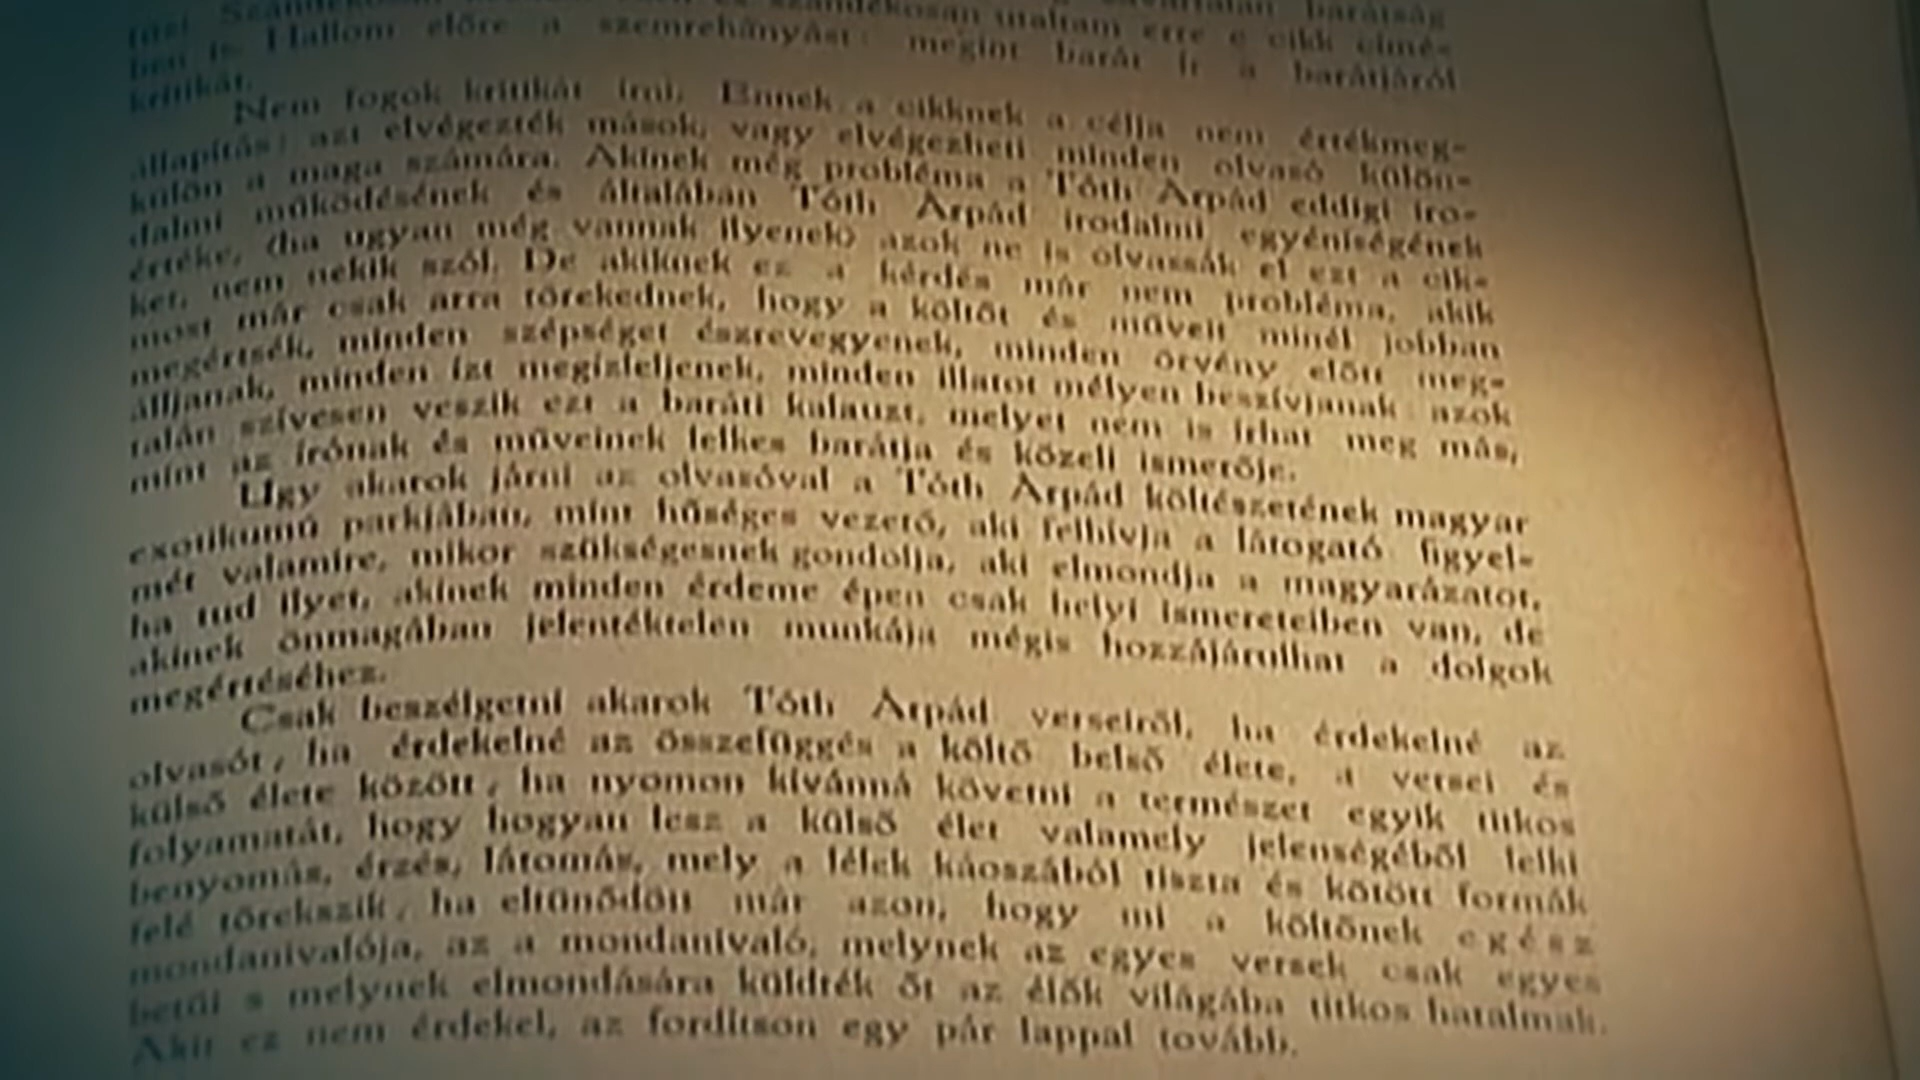 szándékosan utaltam erre e cikk címé-
ben is. Hallom előre a szemrehányást: megint barát ír a barátjáról
kritikát.
Nem fogok kritikát írni. Ennek a cikknek a célja nem értékmeg-
állapítás: azt elvégezték mások, vagy elvégezheti minden olvasó külön-
külön a maga számára. Akinek még probléma a Tóth Árpád eddigi iro-
dalmi működésének és általában Tóth Árpád irodalmi egyéniségének
értéke, (ha ugyan még vannak ilyenek) azok ne is olvassák el ezt a cik-
ket, nem nekik szól. De akiknek ez a kérdés már nem probléma, akik
most már csak arra törekednek, hogy a költőt és műveit minél jobban
megértsék, minden szépséget észrevegyenek, minden örvény előtt meg-
álljanak, minden ízt megízleljenek, minden illatot mélyen beszívjanak: azok
talán szívesen veszik ezt a baráti kalauzt, melyet nem is írhat meg más,
mint az írónak és műveinek lelkes barátja és közeli ismerője.
Ugy akarok járni az olvasóval a Tóth Árpád költészetének magyar
exotikumú parkjában, mint hűséges vezető, aki felhívja a látogató figyel-
mét valamire, mikor szükségesnek gondolja, aki elmondja a magyarázatot,
ha tud ilyet, akinek minden érdeme épen csak helyi ismereteiben van, de
akinek önmagában jelentéktelen munkája mégis hozzájárulhat a dolgok
megértéséhez.
Csak beszélgetni akarok Tóth Árpád verseiről, ha érdekelné az
olvasót, ha érdekelné az összefüggés a költő belső élete, a versei és
külső élete között, ha nyomon kívánná követni a természet egyik titkos
folyamatát, hogy hogyan lesz a külső élet valamely jelenségéből lelki
benyomás, érzés, látomás, mely a lélek káoszából tiszta és kötött formák
felé törekszik, ha eltünődött már azon, hogy mi a költőnek egész
mondanivalója, az a mondanivaló, melynek az egyes versek csak egyes
betűi s melynek elmondására küldték őt az élők világába titkos hatalmak.
Akit ez nem érdekel, az fordítson egy pár lappal tovább.